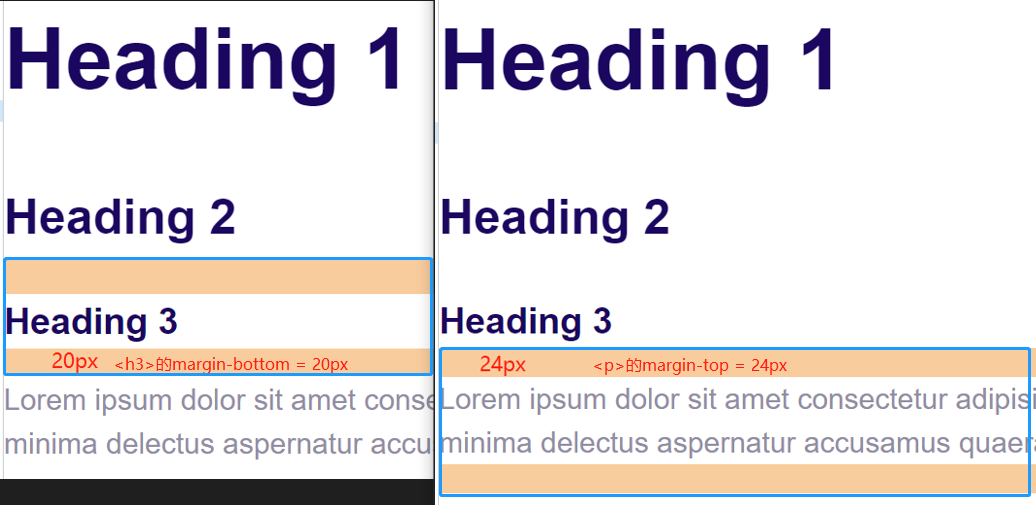 Heading 1
Heading 2
Heading 3
20px <h3>的margin-bottom = 20px
Lorem ipsum dolor sit amet conse
minima delectus aspernatur accu
Heading 1
Heading 2
Heading 3
24px <p>的margin-top = 24px
Lorem ipsum dolor sit amet consectetur adipisi
minima delectus aspernatur accusamus quaer